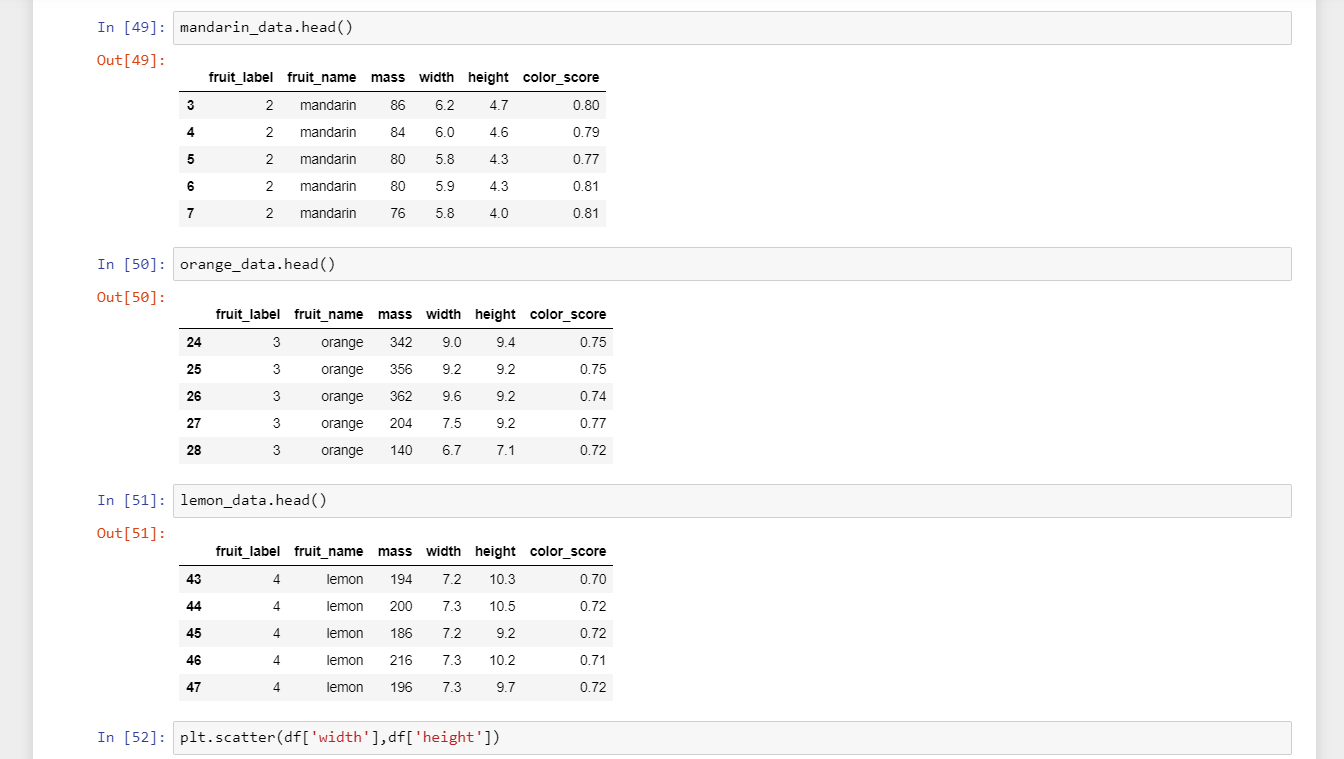 In [49]: mandarin_data.head()
Out[49]:
fruit_label fruit_name mass width height color_score
3 2 mandarin 86 6.2 4.7 0.80
4 2 mandarin 84 6.0 4.6 0.79
5 2 mandarin 80 5.8 4.3 0.77
6 2 mandarin 80 5.9 4.3 0.81
7 2 mandarin 76 5.8 4.0 0.81
In [50]: orange_data.head()
Out[50]:
fruit_label fruit_name mass width height color_score
24 3 orange 342 9.0 9.4 0.75
25 3 orange 356 9.2 9.2 0.75
26 3 orange 362 9.6 9.2 0.74
27 3 orange 204 7.5 9.2 0.77
28 3 orange 140 6.7 7.1 0.72
In [51]: lemon_data.head()
Out[51]:
fruit_label fruit_name mass width height color_score
43 4 lemon 194 7.2 10.3 0.70
44 4 lemon 200 7.3 10.5 0.72
45 4 lemon 186 7.2 9.2 0.72
46 4 lemon 216 7.3 10.2 0.71
47 4 lemon 196 7.3 9.7 0.72
In [52]: plt.scatter(df['width'],df['height'])